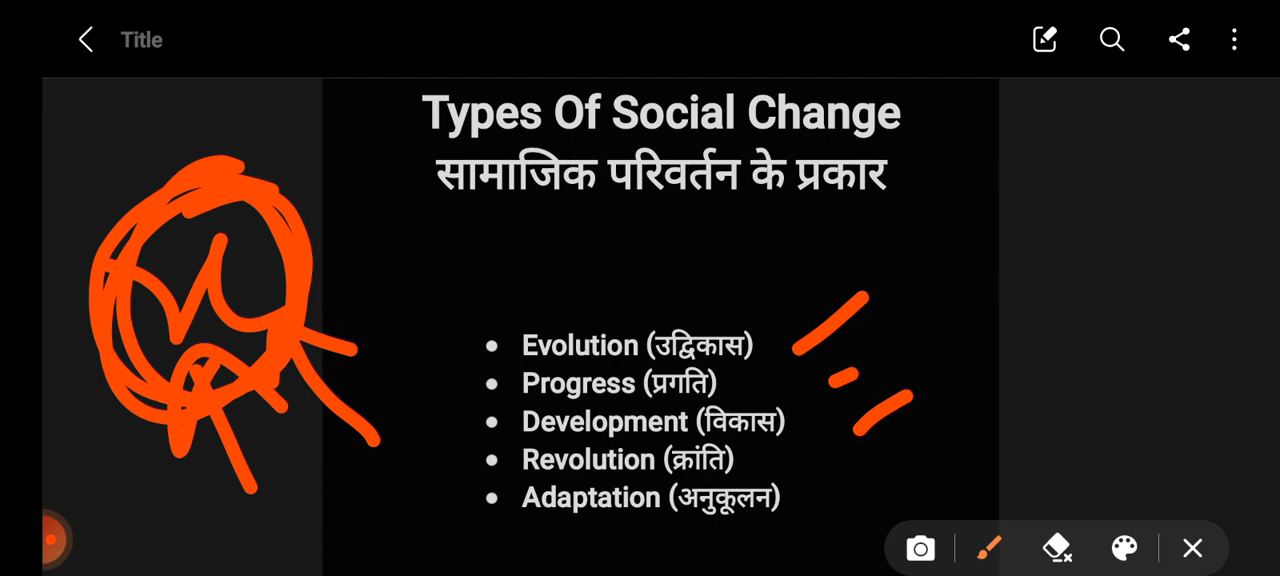 Title
Types Of Social Change
सामाजिक परिवर्तन के प्रकार
• Evolution (उद्विकास)
• Progress (प्रगति)
• Development (विकास)
• Revolution (क्रांति)
• Adaptation (अनुकूलन)